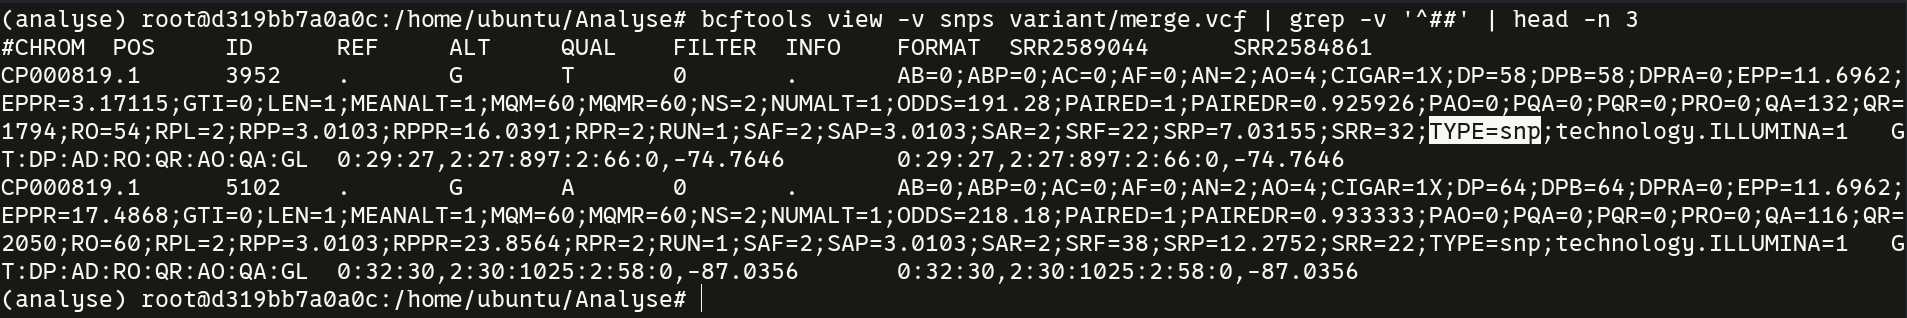 (analyse) root@d319bb7a0a0c:/home/ubuntu/Analyse# bcftools view -v snps variant/merge.vcf | grep -v '^##' | head -n 3
#CHROM  POS     ID      REF     ALT     QUAL    FILTER  INFO    FORMAT  SRR2589044      SRR2584861
CP000819.1      3952    .       G       T       0       .       AB=0;ABP=0;AC=0;AF=0;AN=2;AO=4;CIGAR=1X;DP=58;DPB=58;DPRA=0;EPP=11.6962;
EPPR=3.17115;GTI=0;LEN=1;MEANALT=1;MQM=60;MQMR=60;NS=2;NUMALT=1;ODDS=191.28;PAIRED=1;PAIREDR=0.925926;PAO=0;PQA=0;PQR=0;PRO=0;QA=132;QR=
1794;RO=54;RPL=2;RPP=3.0103;RPPR=16.0391;RPR=2;RUN=1;SAF=2;SAP=3.0103;SAR=2;SRF=22;SRP=7.03155;SRR=32;TYPE=snp;technology.ILLUMINA=1   G
T:DP:AD:RO:QR:AO:QA:GL  0:29:27,2:27:897:2:66:0,-74.7646        0:29:27,2:27:897:2:66:0,-74.7646
CP000819.1      5102    .       G       A       0       .       AB=0;ABP=0;AC=0;AF=0;AN=2;AO=4;CIGAR=1X;DP=64;DPB=64;DPRA=0;EPP=11.6962;
EPPR=17.4868;GTI=0;LEN=1;MEANALT=1;MQM=60;MQMR=60;NS=2;NUMALT=1;ODDS=218.18;PAIRED=1;PAIREDR=0.933333;PAO=0;PQA=0;PQR=0;PRO=0;QA=116;QR=
2050;RO=60;RPL=2;RPP=3.0103;RPPR=23.8564;RPR=2;RUN=1;SAF=2;SAP=3.0103;SAR=2;SRF=38;SRP=12.2752;SRR=22;TYPE=snp;technology.ILLUMINA=1   G
T:DP:AD:RO:QR:AO:QA:GL  0:32:30,2:30:1025:2:58:0,-87.0356       0:32:30,2:30:1025:2:58:0,-87.0356
(analyse) root@d319bb7a0a0c:/home/ubuntu/Analyse#